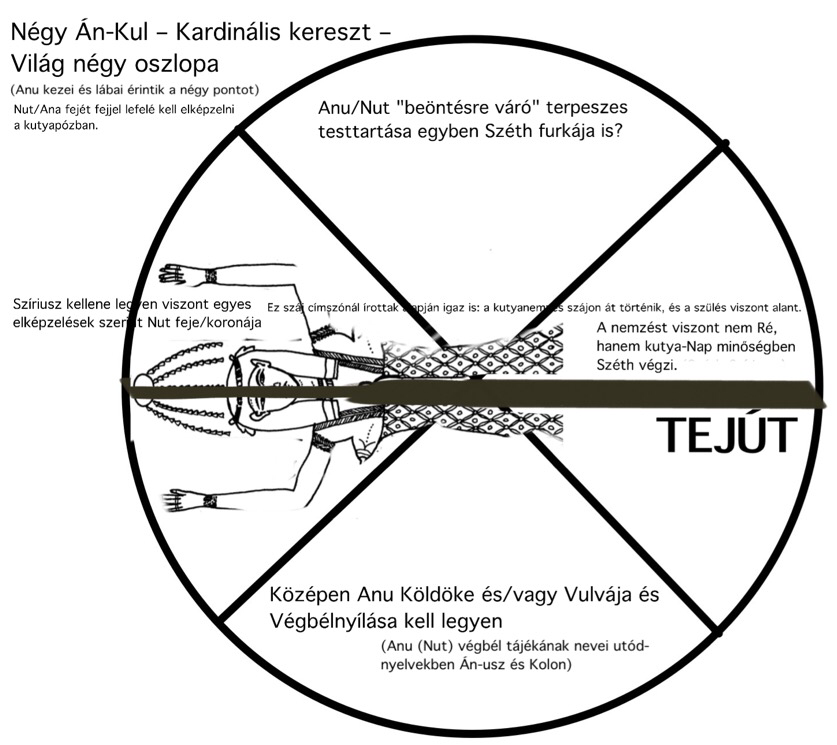 Négy Án-Kul – Kardinális kereszt –
Világ négy oszlopa
(Anu kezei és lábai érintik a négy pontot)
Nut/Ana fejét fejjel lefelé kell elképzelni
a kutyapózban.
Anu/Nut "beöntésre váró" terpeszes
testtartása egyben Széth furkája is?
Szíriusz kellene legyen viszont egyes
elképzelések szerint Nut feje/koronája
Ez száj címszónál írottak alapján igaz is: a kutyanemzés szájon át történik, és a szülés viszont alant.
A nemzést viszont nem Ré,
hanem kutya-Nap minőségben
Széth végzi.
TEJÚT
Középen Anu Köldöke és/vagy Vulvája és
Végbélnyílása kell legyen
(Anu (Nut) végbél tájékának nevei utód-
nyelvekben Án-usz és Kolon)